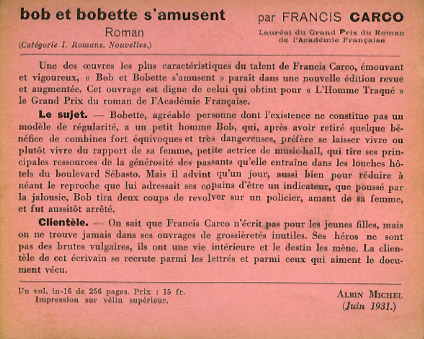 bob et bobette s'amusent
Roman
(Catégorie I. Romans. Nouvelles.)
par FRANCIS CARCO
Lauréat du Grand Prix du Roman
de l'Académie Française
Une des œuvres les plus caractéristiques du talent de Francis Carco, émouvant
et vigoureux, « Bob et Bobette s'amusent » paraît dans une nouvelle édition revue
et augmentée. Cet ouvrage est digne de celui qui obtint pour « L'Homme Traqué »
le Grand Prix du roman de l'Académie Française.
Le sujet. — Bobette, agréable personne dont l'existence ne constitue pas un
modèle de régularité, a un petit homme Bob, qui, après avoir retiré quelque bé-
néfice de combines fort équivoques et très dangereuses, préfère se laisser vivre ou
plutôt vivre du rapport de sa femme, petite actrice de music-hall, qui tire ses prin-
cipales ressources de la générosité des passants qu'elle entraîne dans les louches hô-
tels du boulevard Sébasto. Mais il advint qu'un jour, aussi bien pour réduire à
néant le reproche que lui adressait ses copains d'être un indicateur, que poussé par
la jalousie, Bob tira deux coups de revolver sur un policier, amant de sa femme,
et fut aussitôt arrêté.
Clientèle. — On sait que Francis Carco n'écrit pas pour les jeunes filles, mais
on ne trouve jamais dans ses ouvrages de grossièretés inutiles. Ses héros ne sont
pas des brutes vulgaires, ils ont une vie intérieure et le destin les mène. La clien-
tèle de cet écrivain se recrute parmi les lettrés et parmi ceux qui aiment le docu-
ment vécu.
Un vol. in-16 de 256 pages. Prix : 15 fr.
Impression sur vélin supérieur.
ALBIN MICHEL
(Juin 1931.)